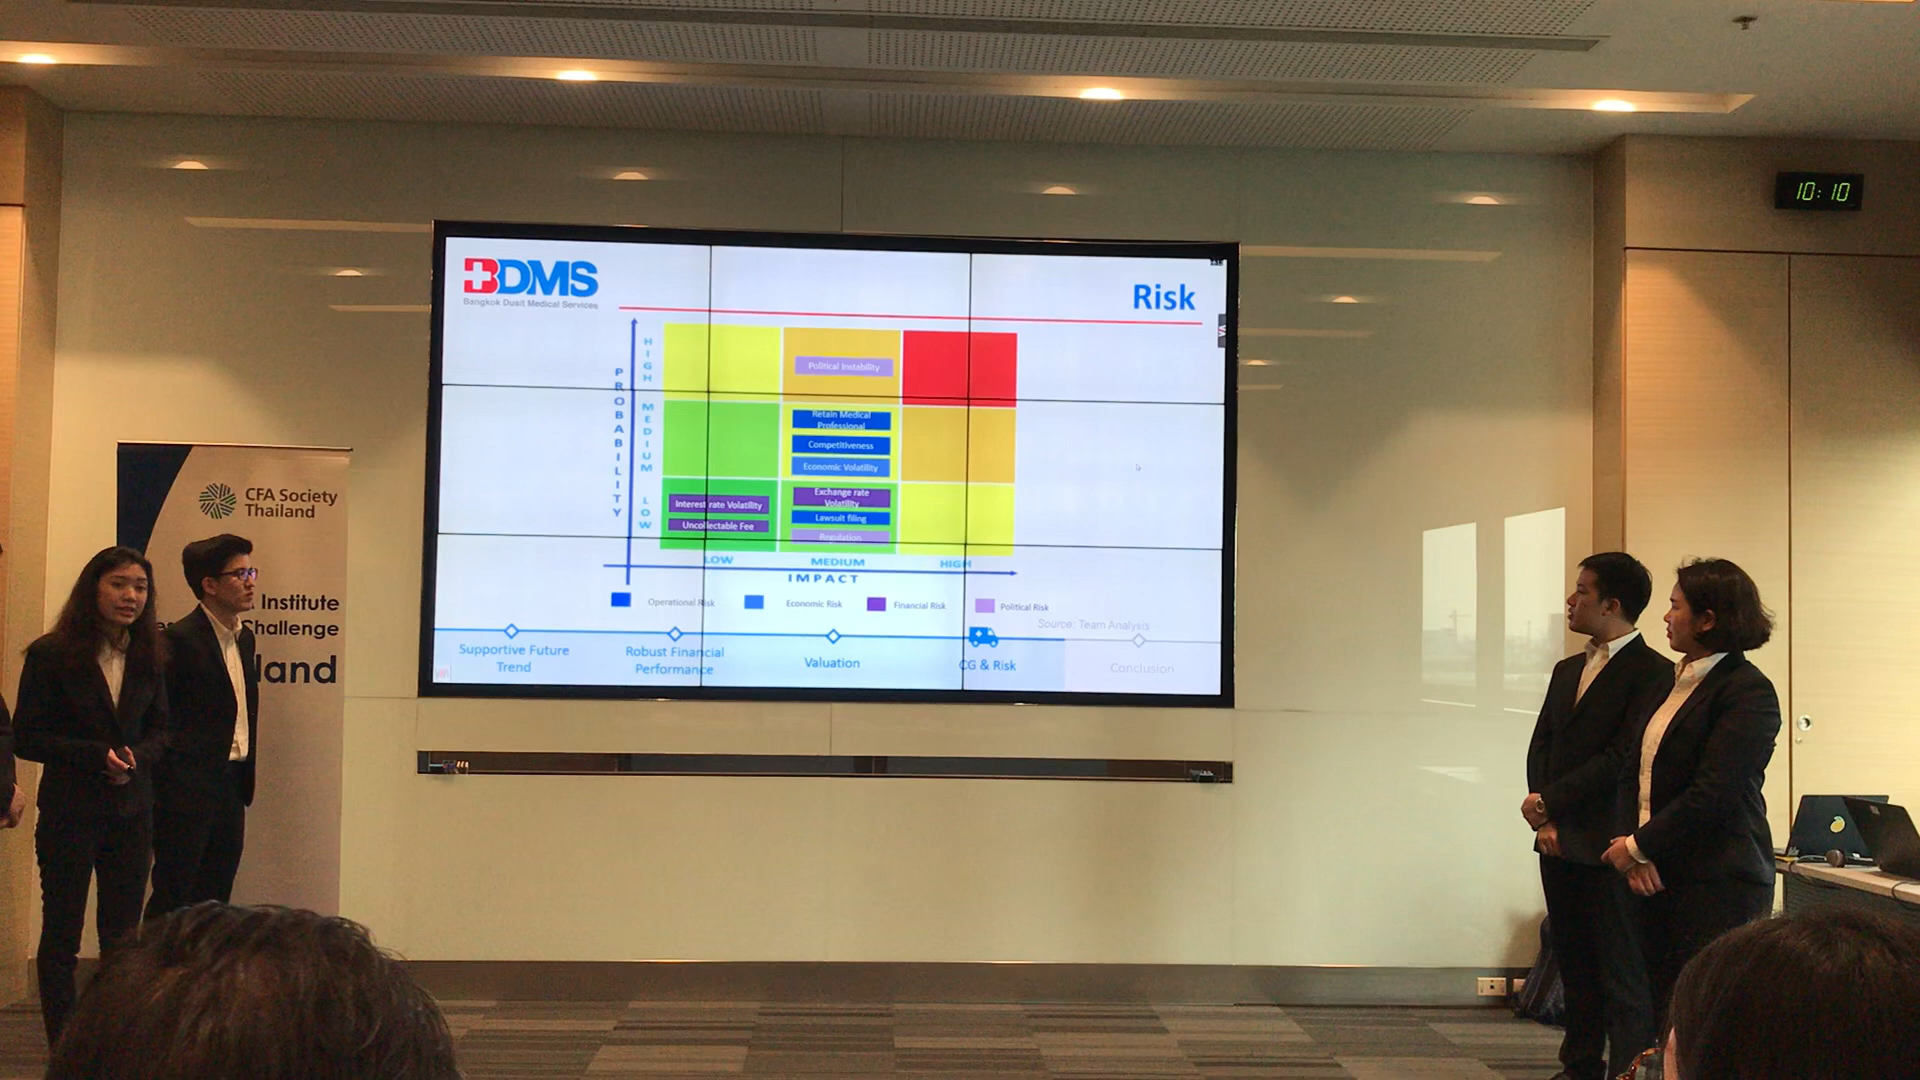 10:10
BDMS
Bangkok Dusit Medical Services
Risk
PROBABILITY
HIGH
MEDIUM
LOW
Political Instability
Retain Medical
Professional
Competitiveness
Economic Volatility
Interest rate Volatility
Uncollectable Fee
Exchange rate
Volatility
Lawsuit filing
Regulation
LOW
MEDIUM
HIGH
IMPACT
Operational Risk
Economic Risk
Financial Risk
Political Risk
Source: Team Analysis
Supportive Future
Trend
Robust Financial
Performance
Valuation
CG & Risk
Conclusion
CFA Society
Thailand
Institute
Challenge
land